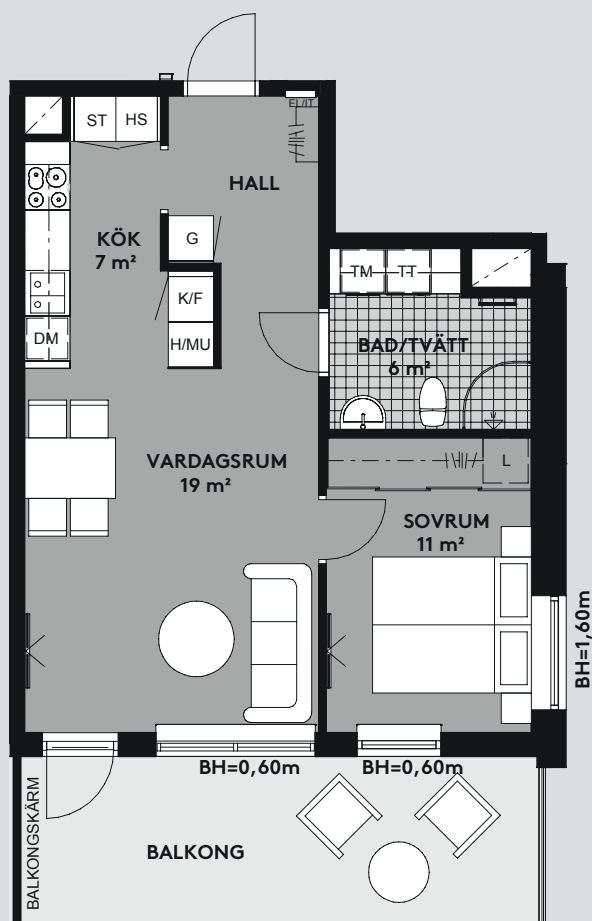 EL/IT
ST
HS
HALL
KÖK
7 m²
G
K/F
H/MU
DM
TM
TT
BAD/TVÄTT
6 m²
VARDAGSRUM
19 m²
L
SOVRUM
11 m²
BH=1,60m
BH=0,60m
BH=0,60m
BALKONGSKÄRM
BALKONG